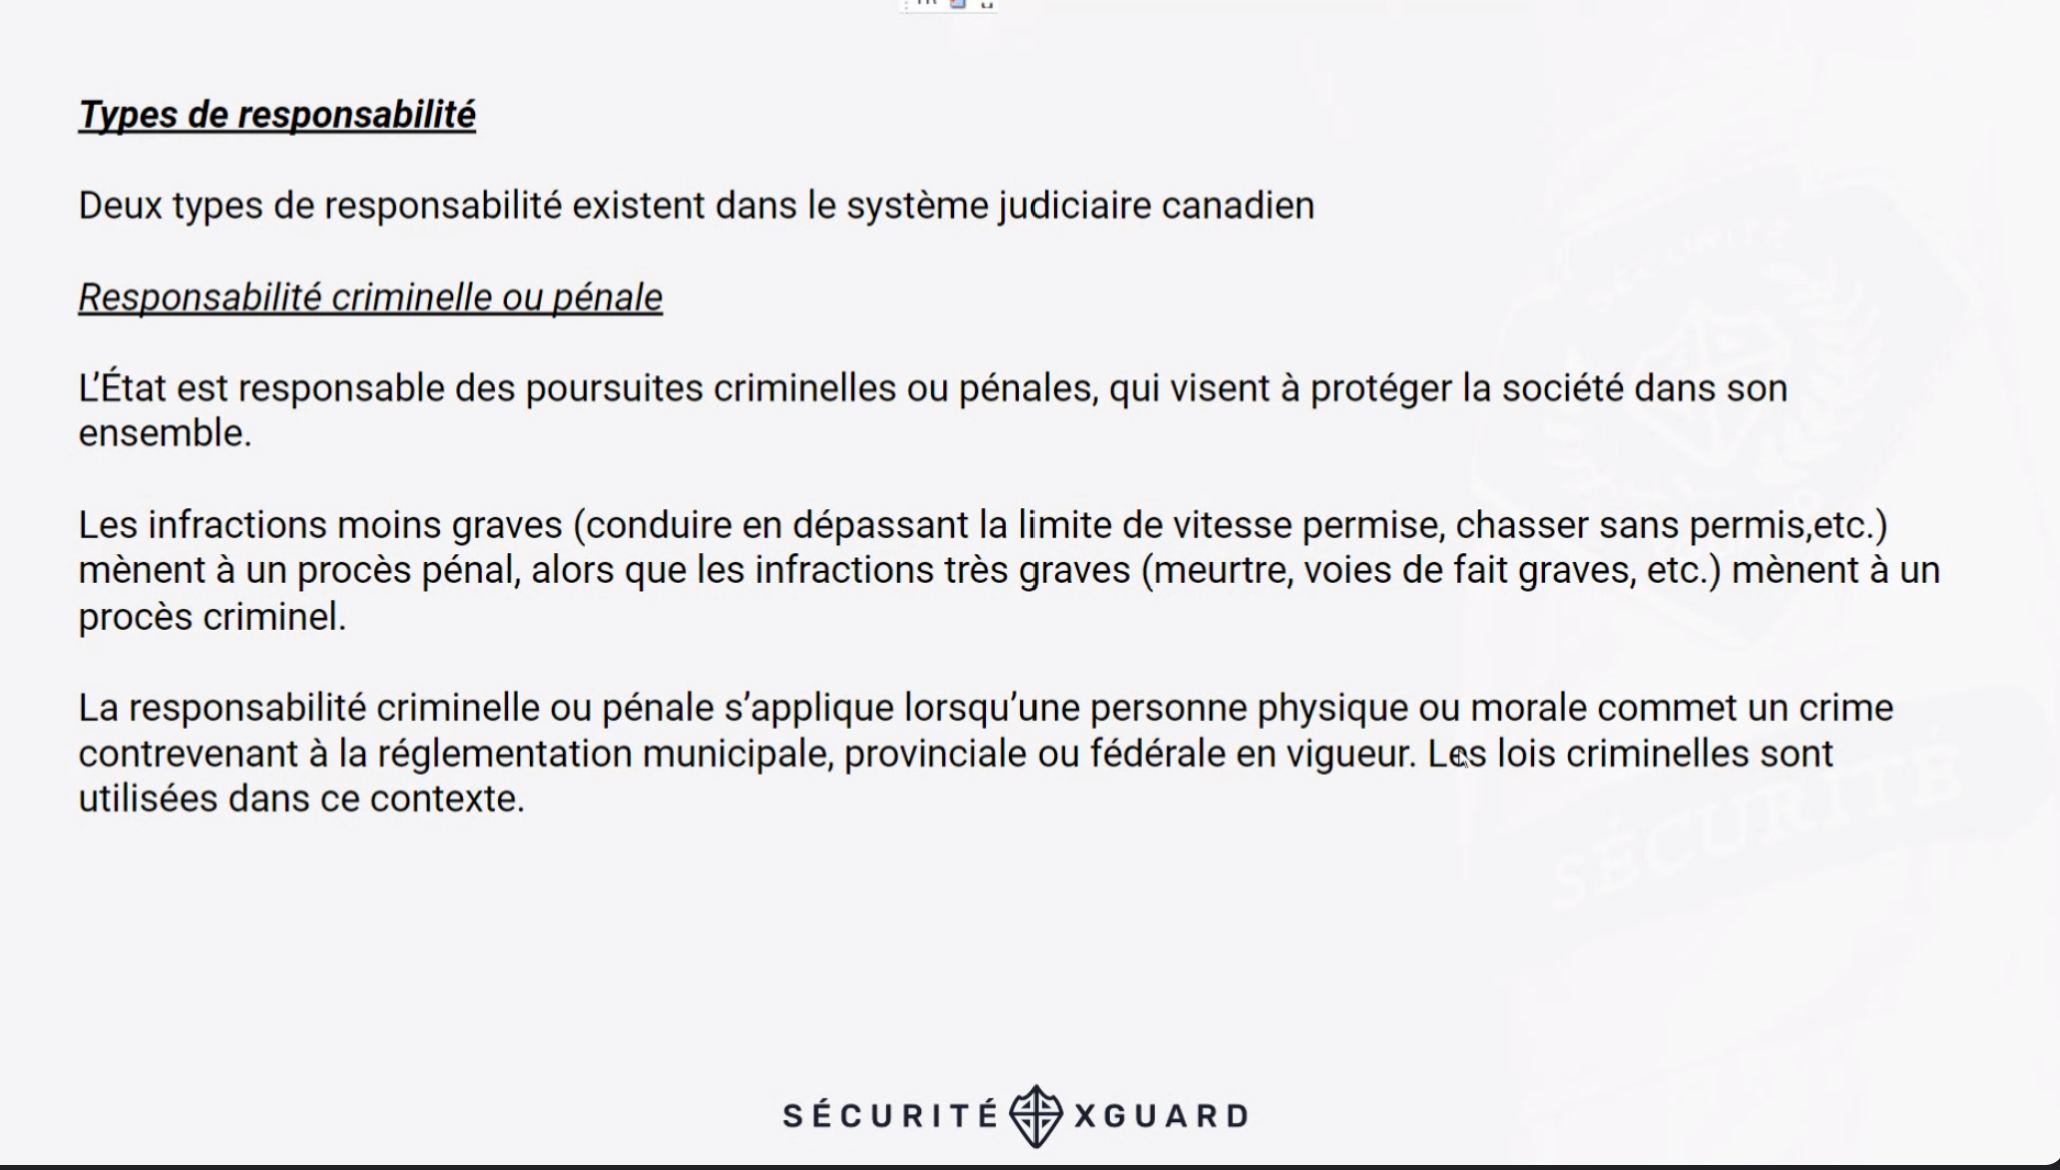 Types de responsabilité
Deux types de responsabilité existent dans le système judiciaire canadien
Responsabilité criminelle ou pénale
L’État est responsable des poursuites criminelles ou pénales, qui visent à protéger la société dans son
ensemble.
Les infractions moins graves (conduire en dépassant la limite de vitesse permise, chasser sans permis,etc.)
mènent à un procès pénal, alors que les infractions très graves (meurtre, voies de fait graves, etc.) mènent à un
procès criminel.
La responsabilité criminelle ou pénale s’applique lorsqu’une personne physique ou morale commet un crime
contrevenant à la réglementation municipale, provinciale ou fédérale en vigueur. Les lois criminelles sont
utilisées dans ce contexte.
SÉCURITÉ
SÉCURITÉ
SÉCURITÉ XGUARD